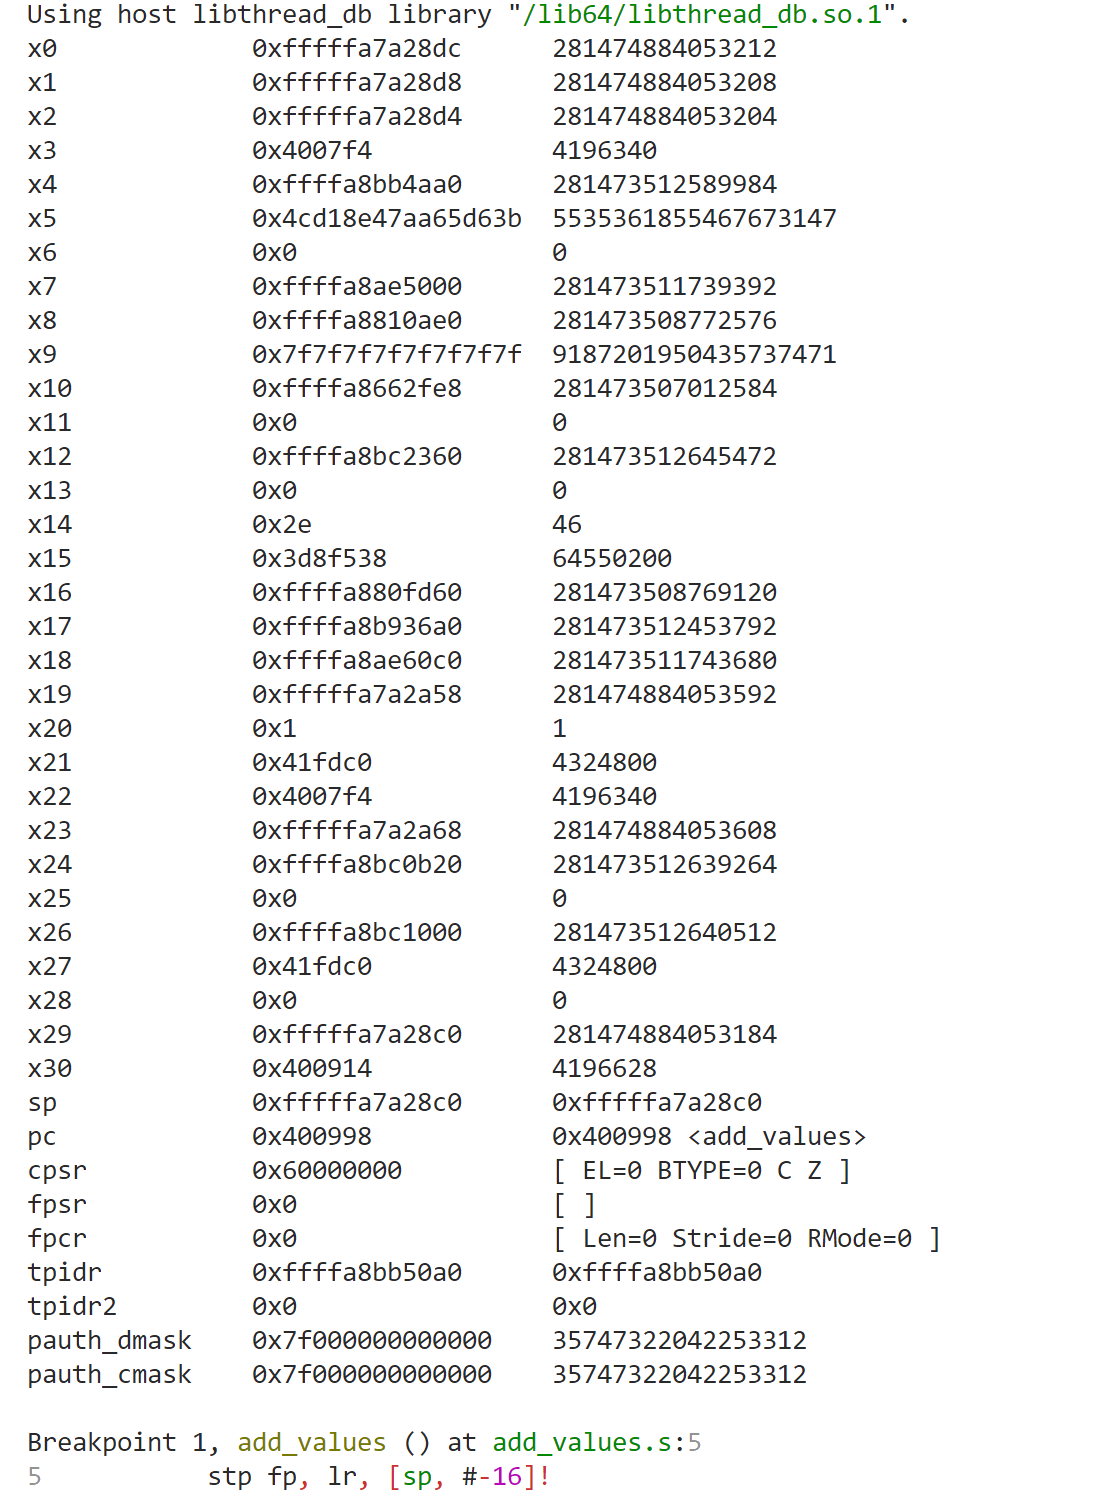 Using host libthread_db library "/lib64/libthread_db.so.1".
x0 0xfffffa7a28dc 281474884053212
x1 0xfffffa7a28d8 281474884053208
x2 0xfffffa7a28d4 281474884053204
x3 0x4007f4 4196340
x4 0xffffa8bb4aa0 281473512589984
x5 0x4cd18e47aa65d63b 5535361855467673147
x6 0x0 0
x7 0xffffa8ae5000 281473511739392
x8 0xffffa8810ae0 281473508772576
x9 0x7f7f7f7f7f7f7f7f 9187201950435737471
x10 0xffffa8662fe8 281473507012584
x11 0x0 0
x12 0xffffa8bc2360 281473512645472
x13 0x0 0
x14 0x2e 46
x15 0x3d8f538 64550200
x16 0xffffa880fd60 281473508769120
x17 0xffffa8b936a0 281473512453792
x18 0xffffa8ae60c0 281473511743680
x19 0xfffffa7a2a58 281474884053592
x20 0x1 1
x21 0x41fdc0 4324800
x22 0x4007f4 4196340
x23 0xfffffa7a2a68 281474884053608
x24 0xffffa8bc0b20 281473512639264
x25 0x0 0
x26 0xffffa8bc1000 281473512640512
x27 0x41fdc0 4324800
x28 0x0 0
x29 0xfffffa7a28c0 281474884053184
x30 0x400914 4196628
sp 0xfffffa7a28c0 0xfffffa7a28c0
pc 0x400998 0x400998 <add_values>
cpsr 0x60000000 [ EL=0 BTYPE=0 C Z ]
fpsr 0x0 [ ]
fpcr 0x0 [ Len=0 Stride=0 RMode=0 ]
tpidr 0xffffa8bb50a0 0xffffa8bb50a0
tpidr2 0x0 0x0
pauth_dmask 0x7f000000000000 35747322042253312
pauth_cmask 0x7f000000000000 35747322042253312
Breakpoint 1, add_values () at add_values.s:5
5 stp fp, lr, [sp, #-16]!